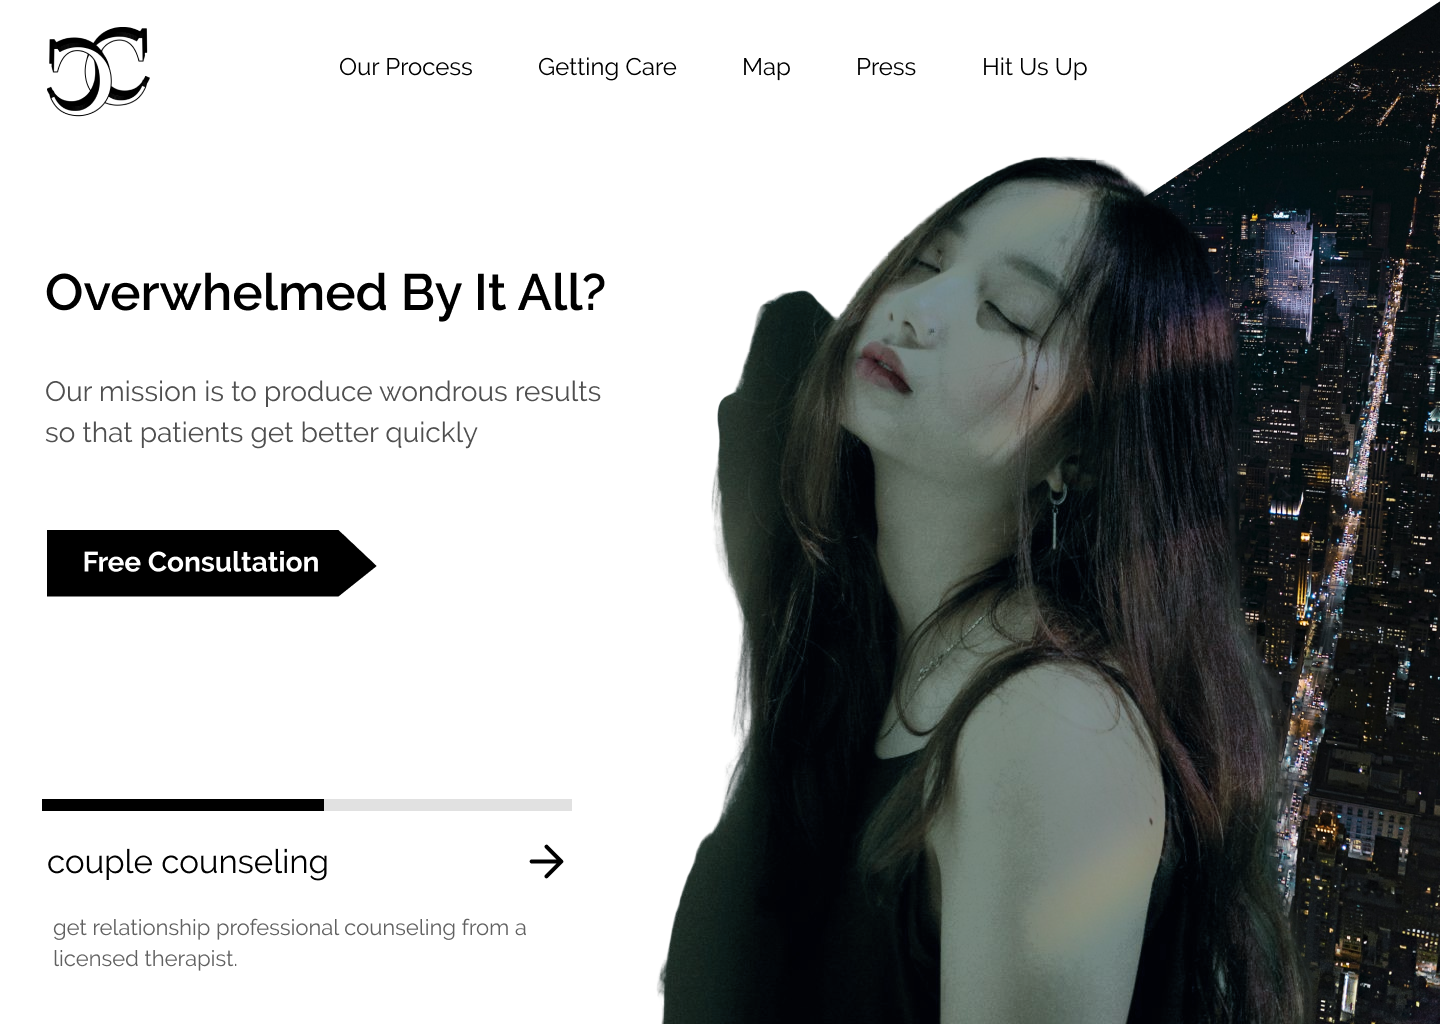 Our Process Getting Care Map Press Hit Us Up
Overwhelmed By It All?
Our mission is to produce wondrous results
so that patients get better quickly
Free Consultation
couple counseling
get relationship professional counseling from a
licensed therapist.